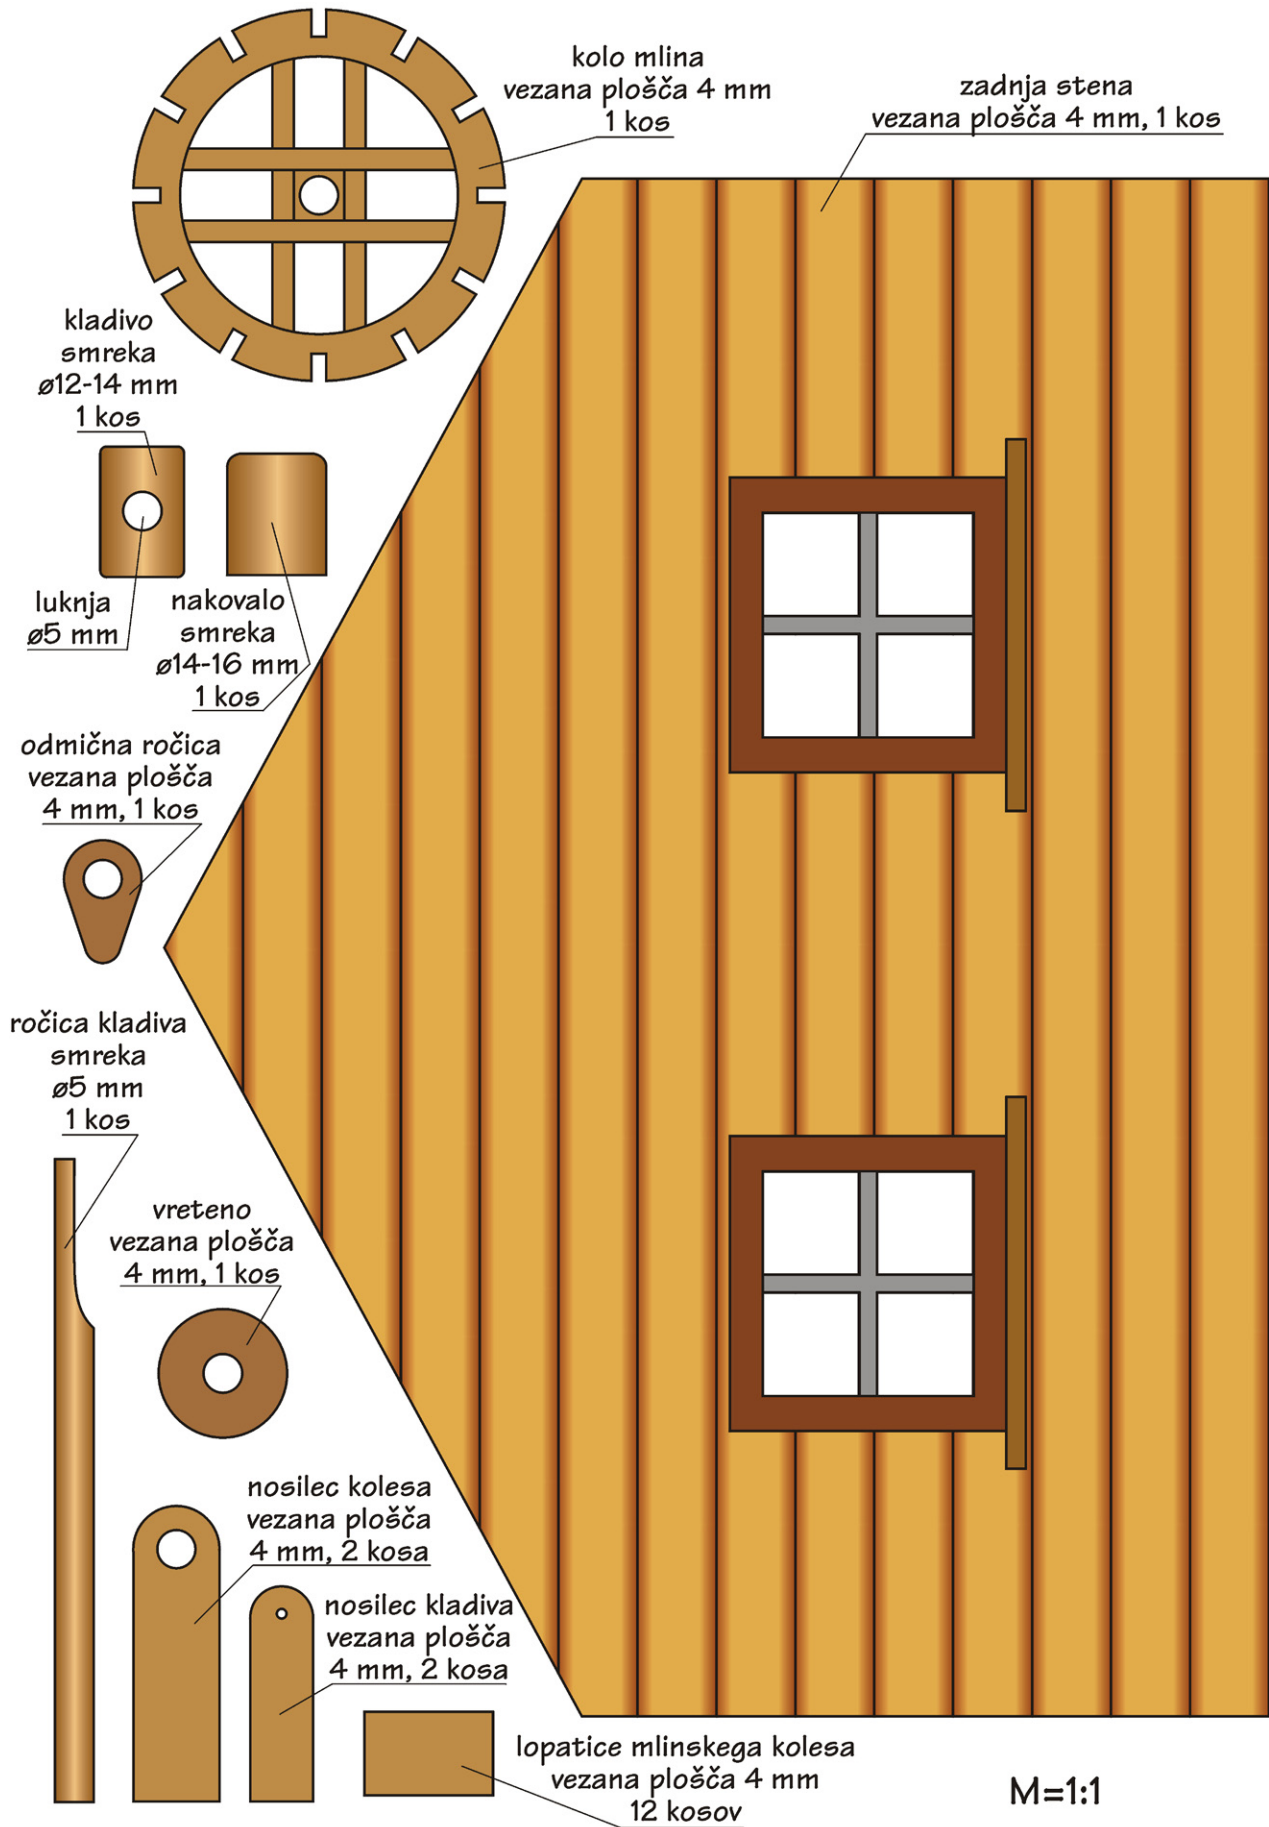 kolo mlina
vezana plošča 4 mm
1 kos
zadnja stena
vezana plošča 4 mm, 1 kos
kladivo
smreka
ø12-14 mm
1 kos
luknja
ø5 mm
nakovalo
smreka
ø14-16 mm
1 kos
odmična ročica
vezana plošča
4 mm, 1 kos
ročica kladiva
smreka
ø5 mm
1 kos
vreteno
vezana plošča
4 mm, 1 kos
nosilec kolesa
vezana plošča
4 mm, 2 kosa
nosilec kladiva
vezana plošča
4 mm, 2 kosa
lopatice mlinskega kolesa
vezana plošča 4 mm
12 kosov
M=1:1